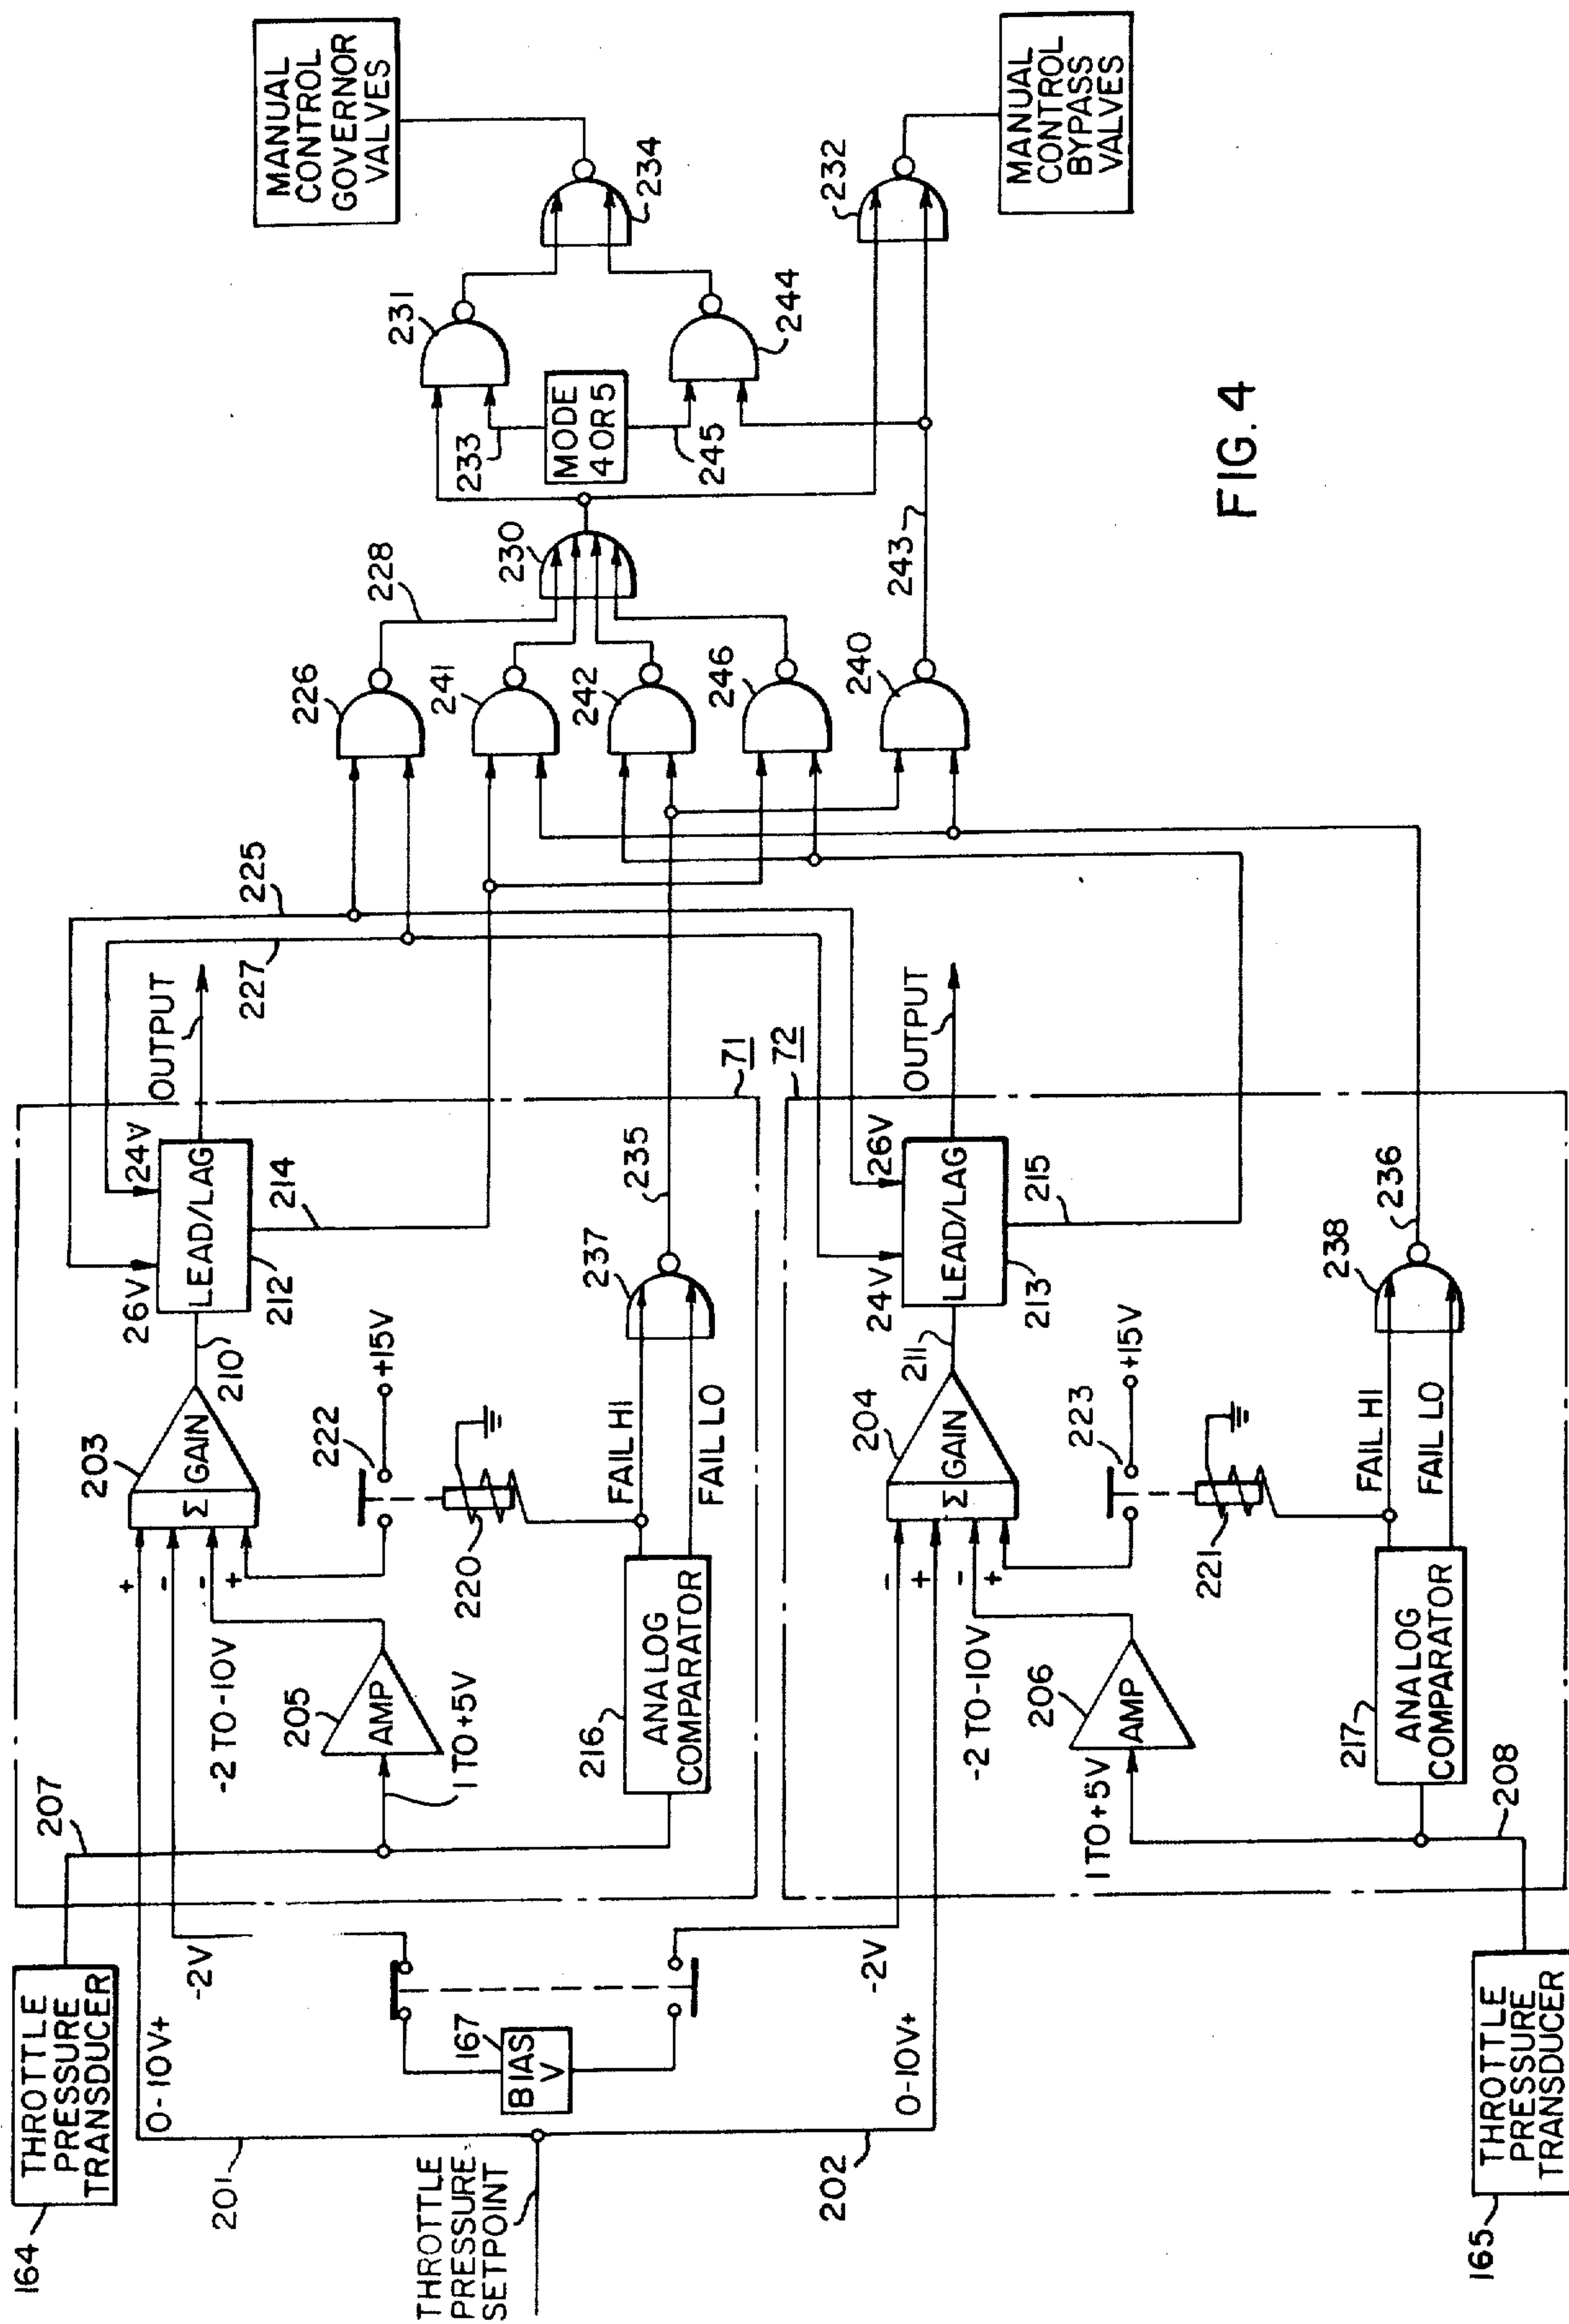 164
THROTTLE
PRESSURE
TRANSDUCER
207
0-10V+
-2V
201
THROTTLE
PRESSURE
SETPOINT
202
167
BIAS
V
0-10V+
-2V
165
THROTTLE
PRESSURE
TRANSDUCER
208
+
-
-
+
-2 TO-10V
205
AMP
1 TO+5V
216
ANALOG
COMPARATOR
203
Σ
GAIN
210
222
+15V
220
FAIL HI
FAIL LO
237
235
26V
24V
LEAD/LAG
212
214
OUTPUT
71
72
-
+
-
+
-2 TO-10V
206
AMP
1 TO+5V
217
ANALOG
COMPARATOR
204
Σ
GAIN
211
223
+15V
221
FAIL HI
FAIL LO
238
236
24V
26V
LEAD/LAG
213
215
OUTPUT
225
227
226
228
241
242
246
240
230
243
231
233
MODE
4 OR 5
245
244
234
232
MANUAL
CONTROL
GOVERNOR
VALVES
MANUAL
CONTROL
BYPASS
VALVES
FIG. 4